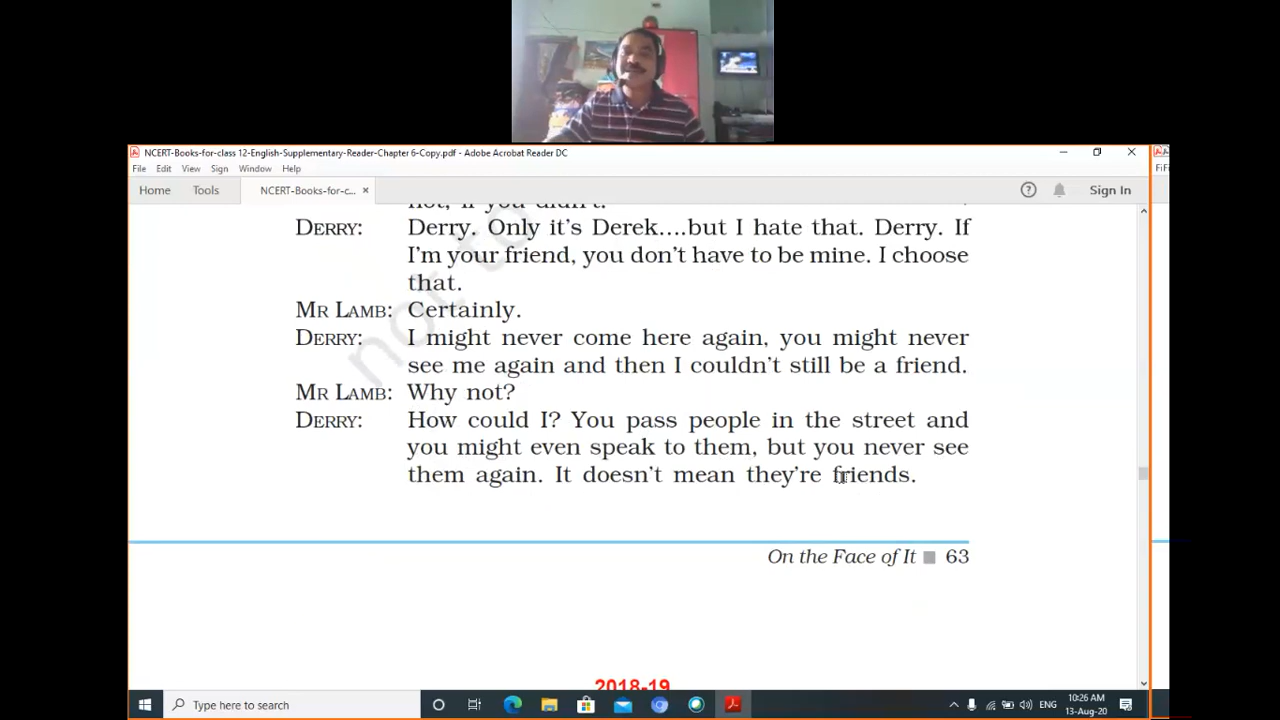 NCERT-Books-for-class 12-English-Supplementary-Reader-Chapter 6-Copy.pdf - Adobe Acrobat Reader DC
File Edit View Sign Window Help
Home Tools NCERT-Books-for-c... × Sign In
not, if you didn't.
DERRY: Derry. Only it's Derek....but I hate that. Derry. If
I'm your friend, you don't have to be mine. I choose
that.
MR LAMB: Certainly.
DERRY: I might never come here again, you might never
see me again and then I couldn't still be a friend.
MR LAMB: Why not?
DERRY: How could I? You pass people in the street and
you might even speak to them, but you never see
them again. It doesn't mean they're friends.
not to
On the Face of It ■ 63
2018-19
Type here to search
ENG
10:26 AM
13-Aug-20